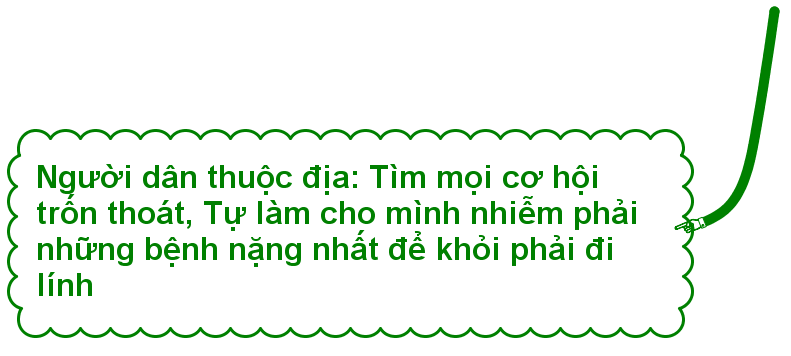 Người dân thuộc địa: Tìm mọi cơ hội
trốn thoát, Tự làm cho mình nhiễm phải
những bệnh nặng nhất để khỏi phải đi
lính